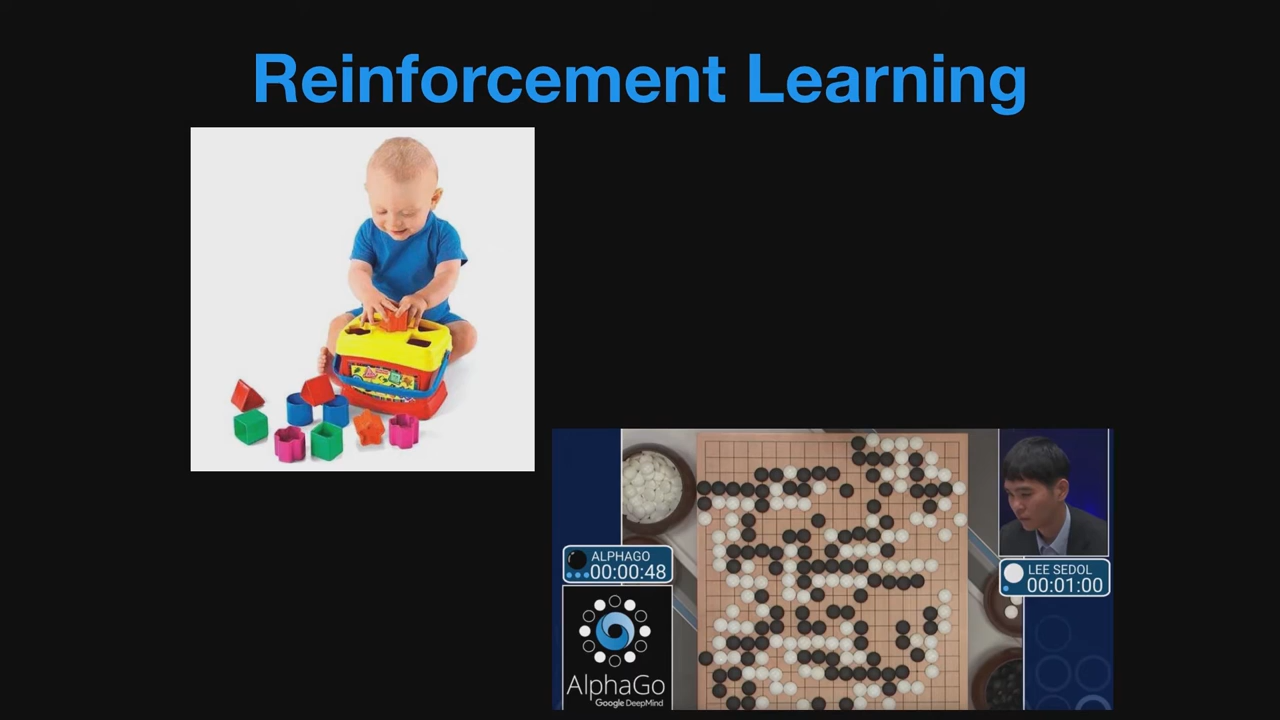 Reinforcement Learning
ALPHAGO
00:00:48
LEE SEDOL
00:01:00
AlphaGo
Google DeepMind